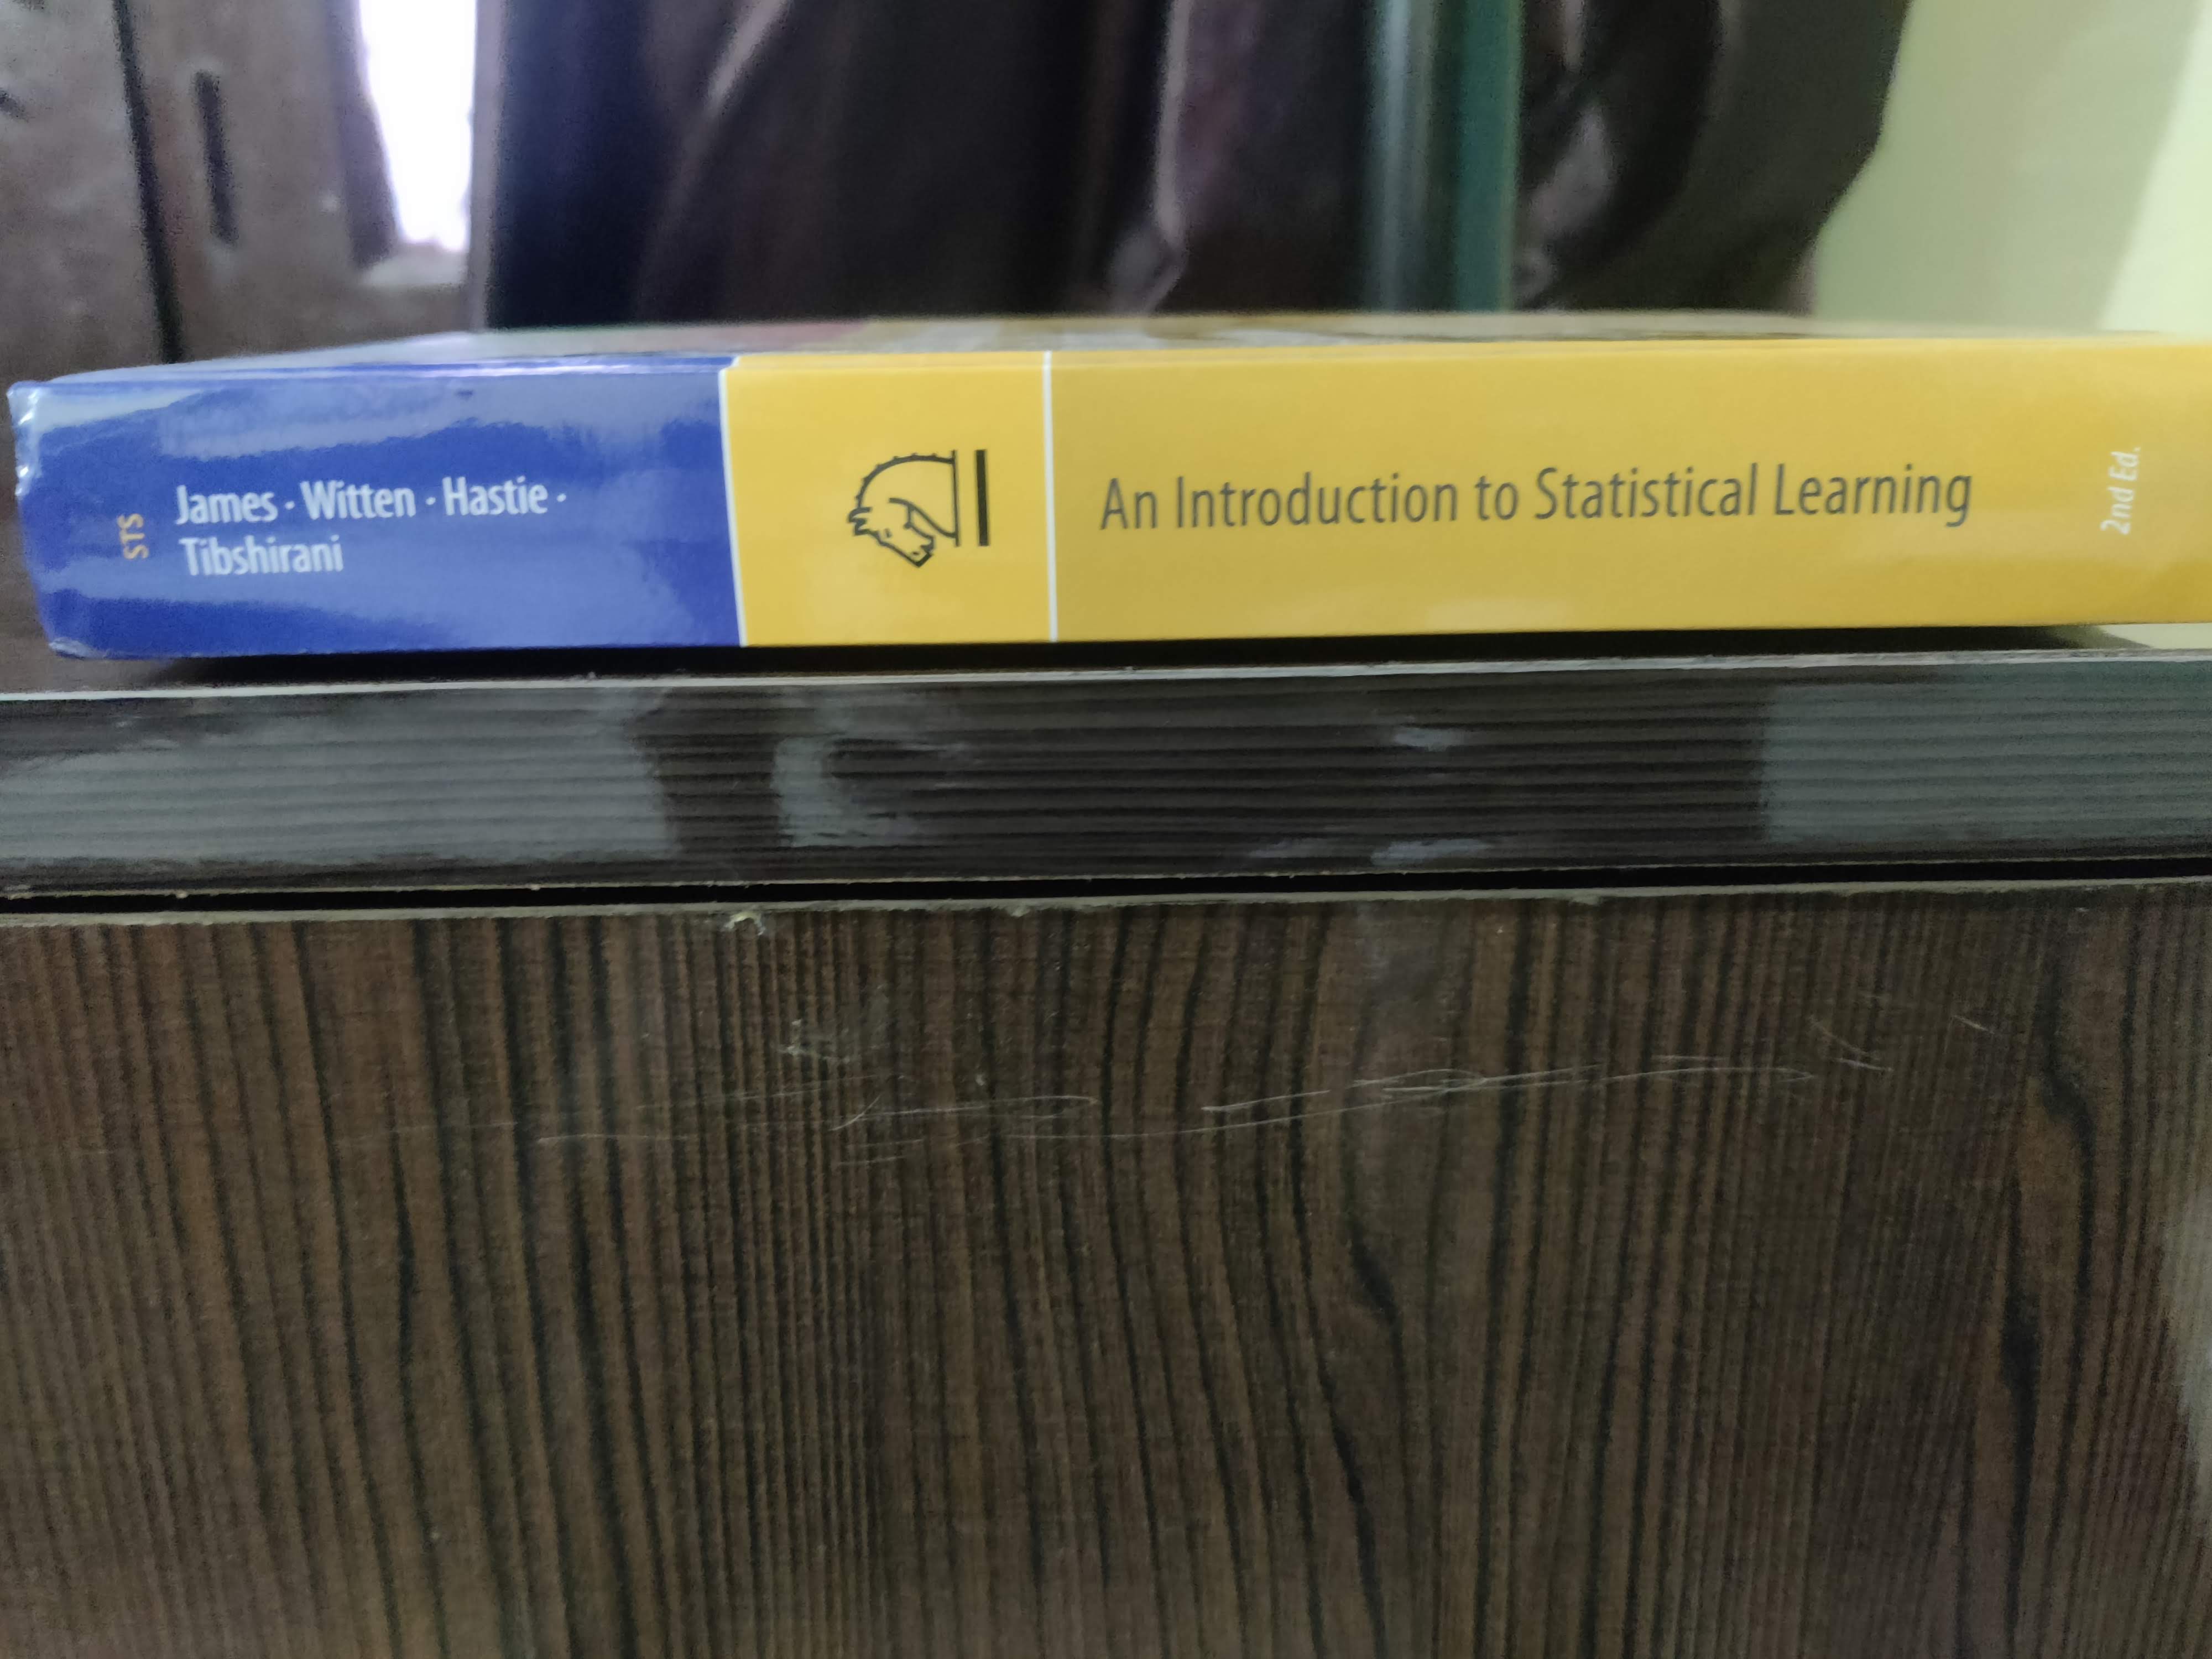 STS
James · Witten · Hastie ·
Tibshirani
An Introduction to Statistical Learning
2nd Ed.